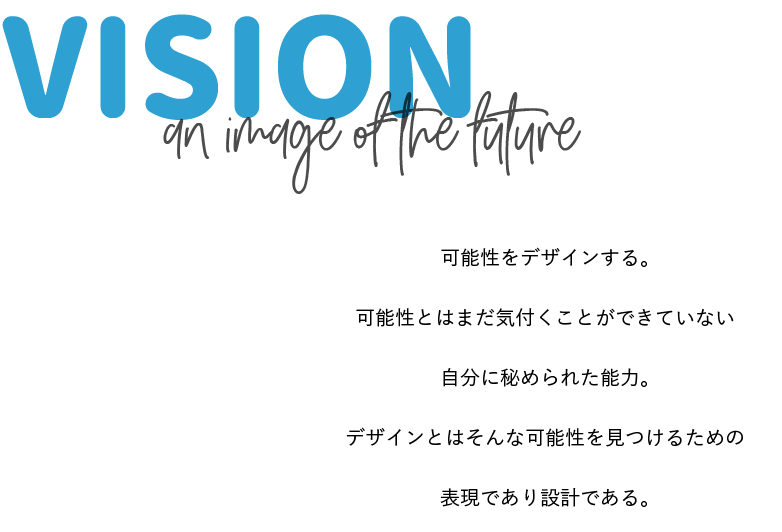 VISION
an image of the future
可能性をデザインする。
可能性とはまだ気付くことができていない
自分に秘められた能力。
デザインとはそんな可能性を見つけるための
表現であり設計である。